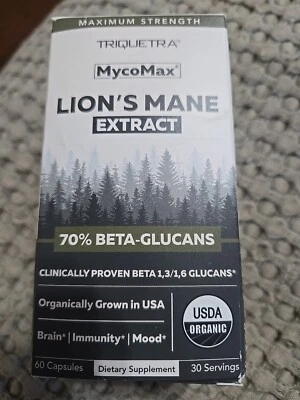 MAXIMUM STRENGTH
TRIQUETRA®
MycoMax®
LION'S MANE
EXTRACT
70% BETA-GLUCANS
CLINICALLY PROVEN BETA 1,3/1,6 GLUCANS*
Organically Grown in USA
Brain* | Immunity* | Mood*
USDA
ORGANIC
60 Capsules
Dietary Supplement
30 Servings